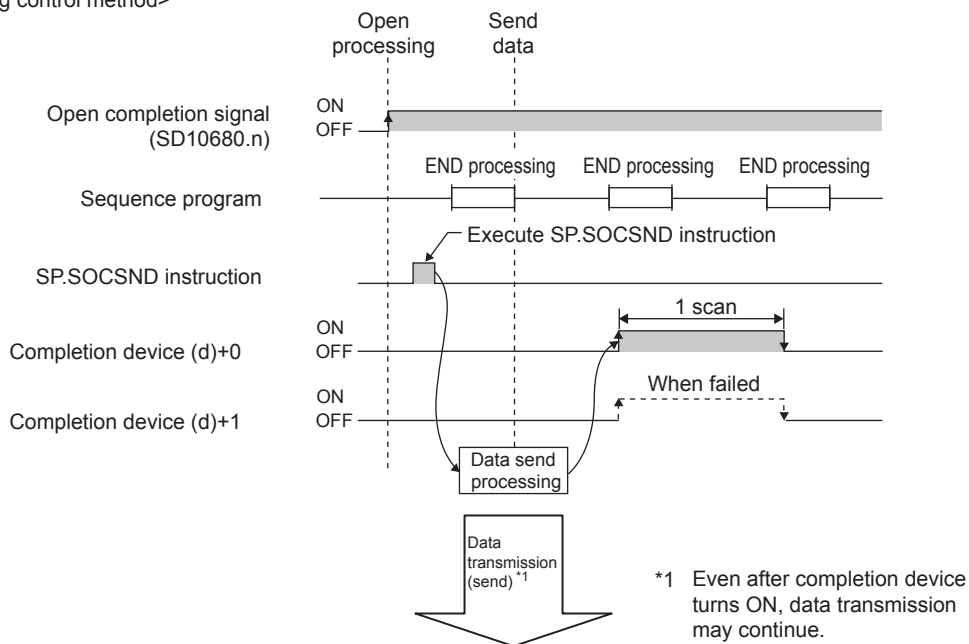 g control method>
Open
processing
Send
data
Open completion signal
(SD10680.n)
ON
OFF
END processing
END processing
END processing
Sequence program
Execute SP.SOCSND instruction
SP.SOCSND instruction
1 scan
ON
OFF
Completion device (d)+0
When failed
ON
OFF
Completion device (d)+1
Data send
processing
Data
transmission
(send) *1
*1 Even after completion device
turns ON, data transmission
may continue.